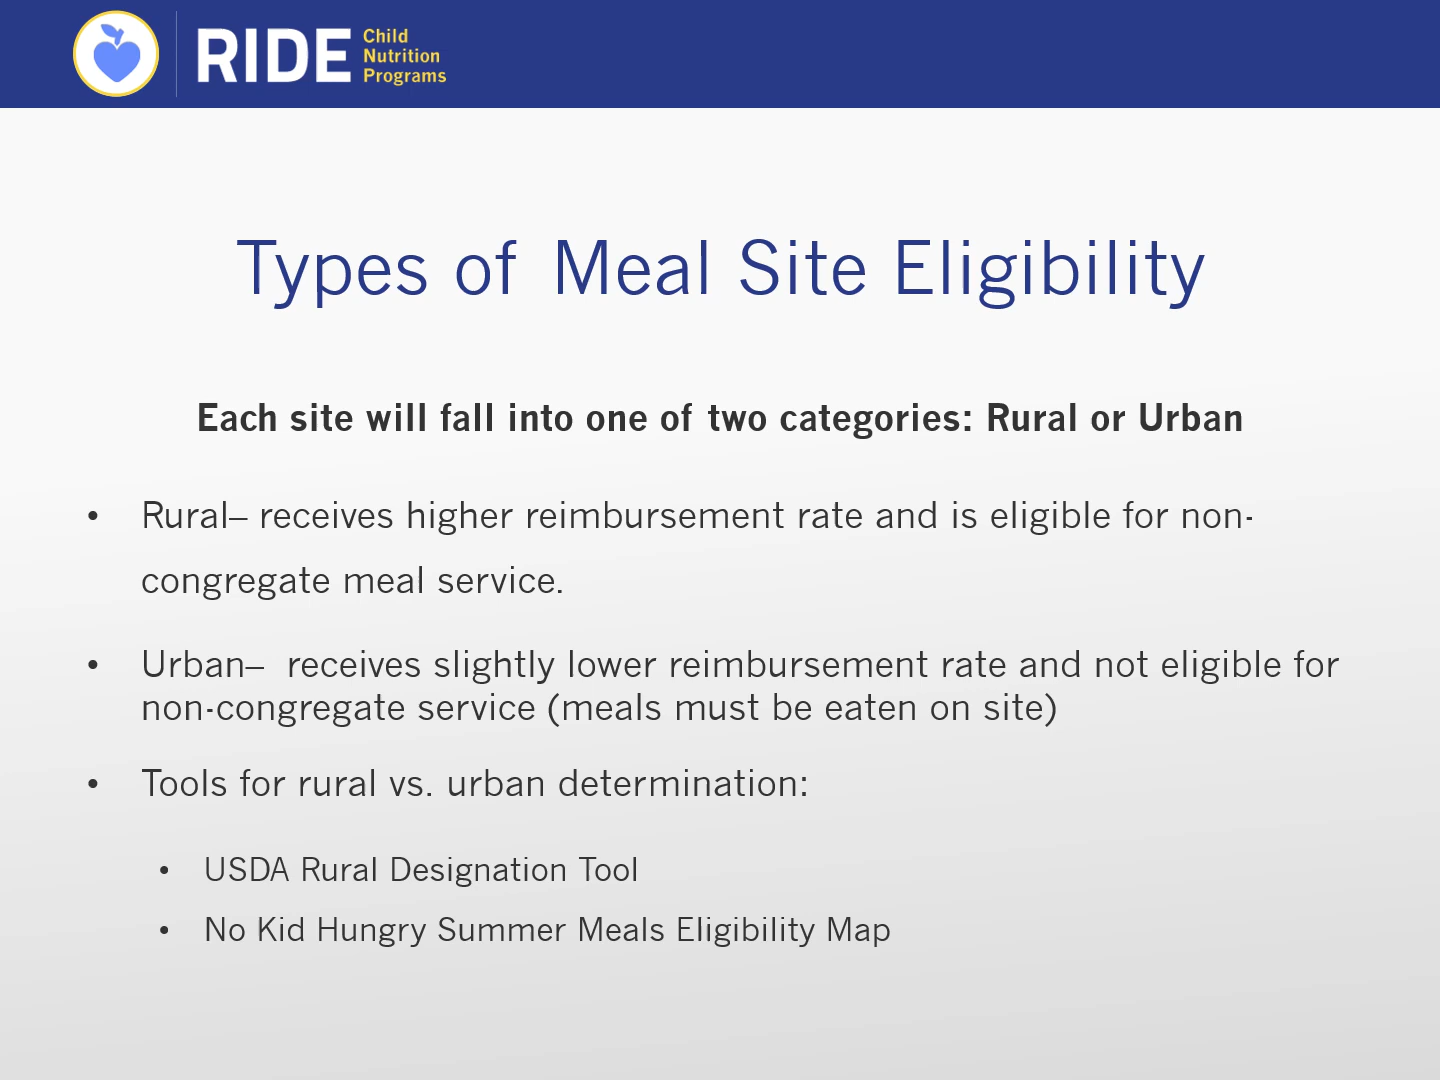 RIDE
Child
Nutrition
Programs
Types of Meal Site Eligibility
Each site will fall into one of two categories: Rural or Urban
• Rural– receives higher reimbursement rate and is eligible for non-
congregate meal service.
• Urban– receives slightly lower reimbursement rate and not eligible for
non-congregate service (meals must be eaten on site)
• Tools for rural vs. urban determination:
• USDA Rural Designation Tool
• No Kid Hungry Summer Meals Eligibility Map